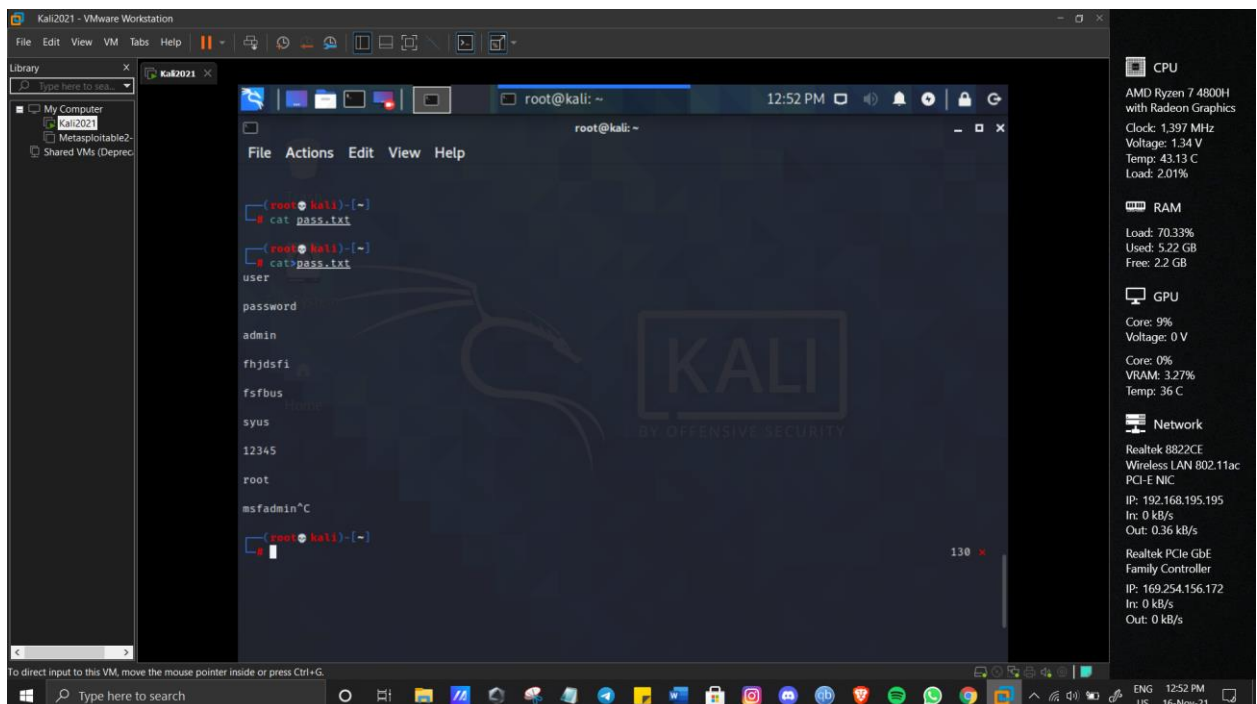 Kali2021 - VMware Workstation
File Edit View VM Tabs Help
Library
Type here to sea...
My Computer
Kali2021
Metasploitable2-
Shared VMs (Deprec
Kali2021
root@kali: ~
12:52 PM
root@kali: ~
File Actions Edit View Help
(root💀kali)-[~]
# cat pass.txt
(root💀kali)-[~]
# cat>pass.txt
user
password
admin
fhjdsfi
fsfbus
syus
12345
root
msfadmin^C
(root💀kali)-[~]
#
130 ×
KALI
BY OFFENSIVE SECURITY
To direct input to this VM, move the mouse pointer inside or press Ctrl+G.
CPU
AMD Ryzen 7 4800H
with Radeon Graphics
Clock: 1,397 MHz
Voltage: 1.34 V
Temp: 43.13 C
Load: 2.01%
RAM
Load: 70.33%
Used: 5.22 GB
Free: 2.2 GB
GPU
Core: 9%
Voltage: 0 V
Core: 0%
VRAM: 3.27%
Temp: 36 C
Network
Realtek 8822CE
Wireless LAN 802.11ac
PCI-E NIC
IP: 192.168.195.195
In: 0 kB/s
Out: 0.36 kB/s
Realtek PCIe GbE
Family Controller
IP: 169.254.156.172
In: 0 kB/s
Out: 0 kB/s
Type here to search
ENG
US
12:52 PM
16-Nov-21